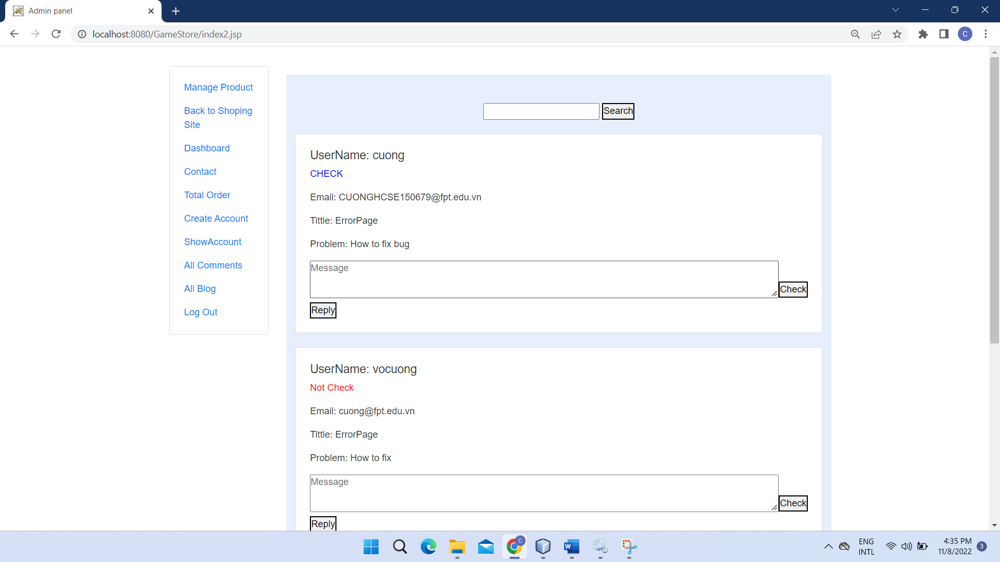 Admin panel
localhost:8080/GameStore/index2.jsp
C
Manage Product
Back to Shoping
Site
Dashboard
Contact
Total Order
Create Account
ShowAccount
All Comments
All Blog
Log Out
Search
UserName: cuong
CHECK
Email: CUONGHCSE150679@fpt.edu.vn
Tittle: ErrorPage
Problem: How to fix bug
Message
Check
Reply
UserName: vocuong
Not Check
Email: cuong@fpt.edu.vn
Tittle: ErrorPage
Problem: How to fix
Message
Check
Reply
C
W
ENG
INTL
4:35 PM
11/8/2022
3